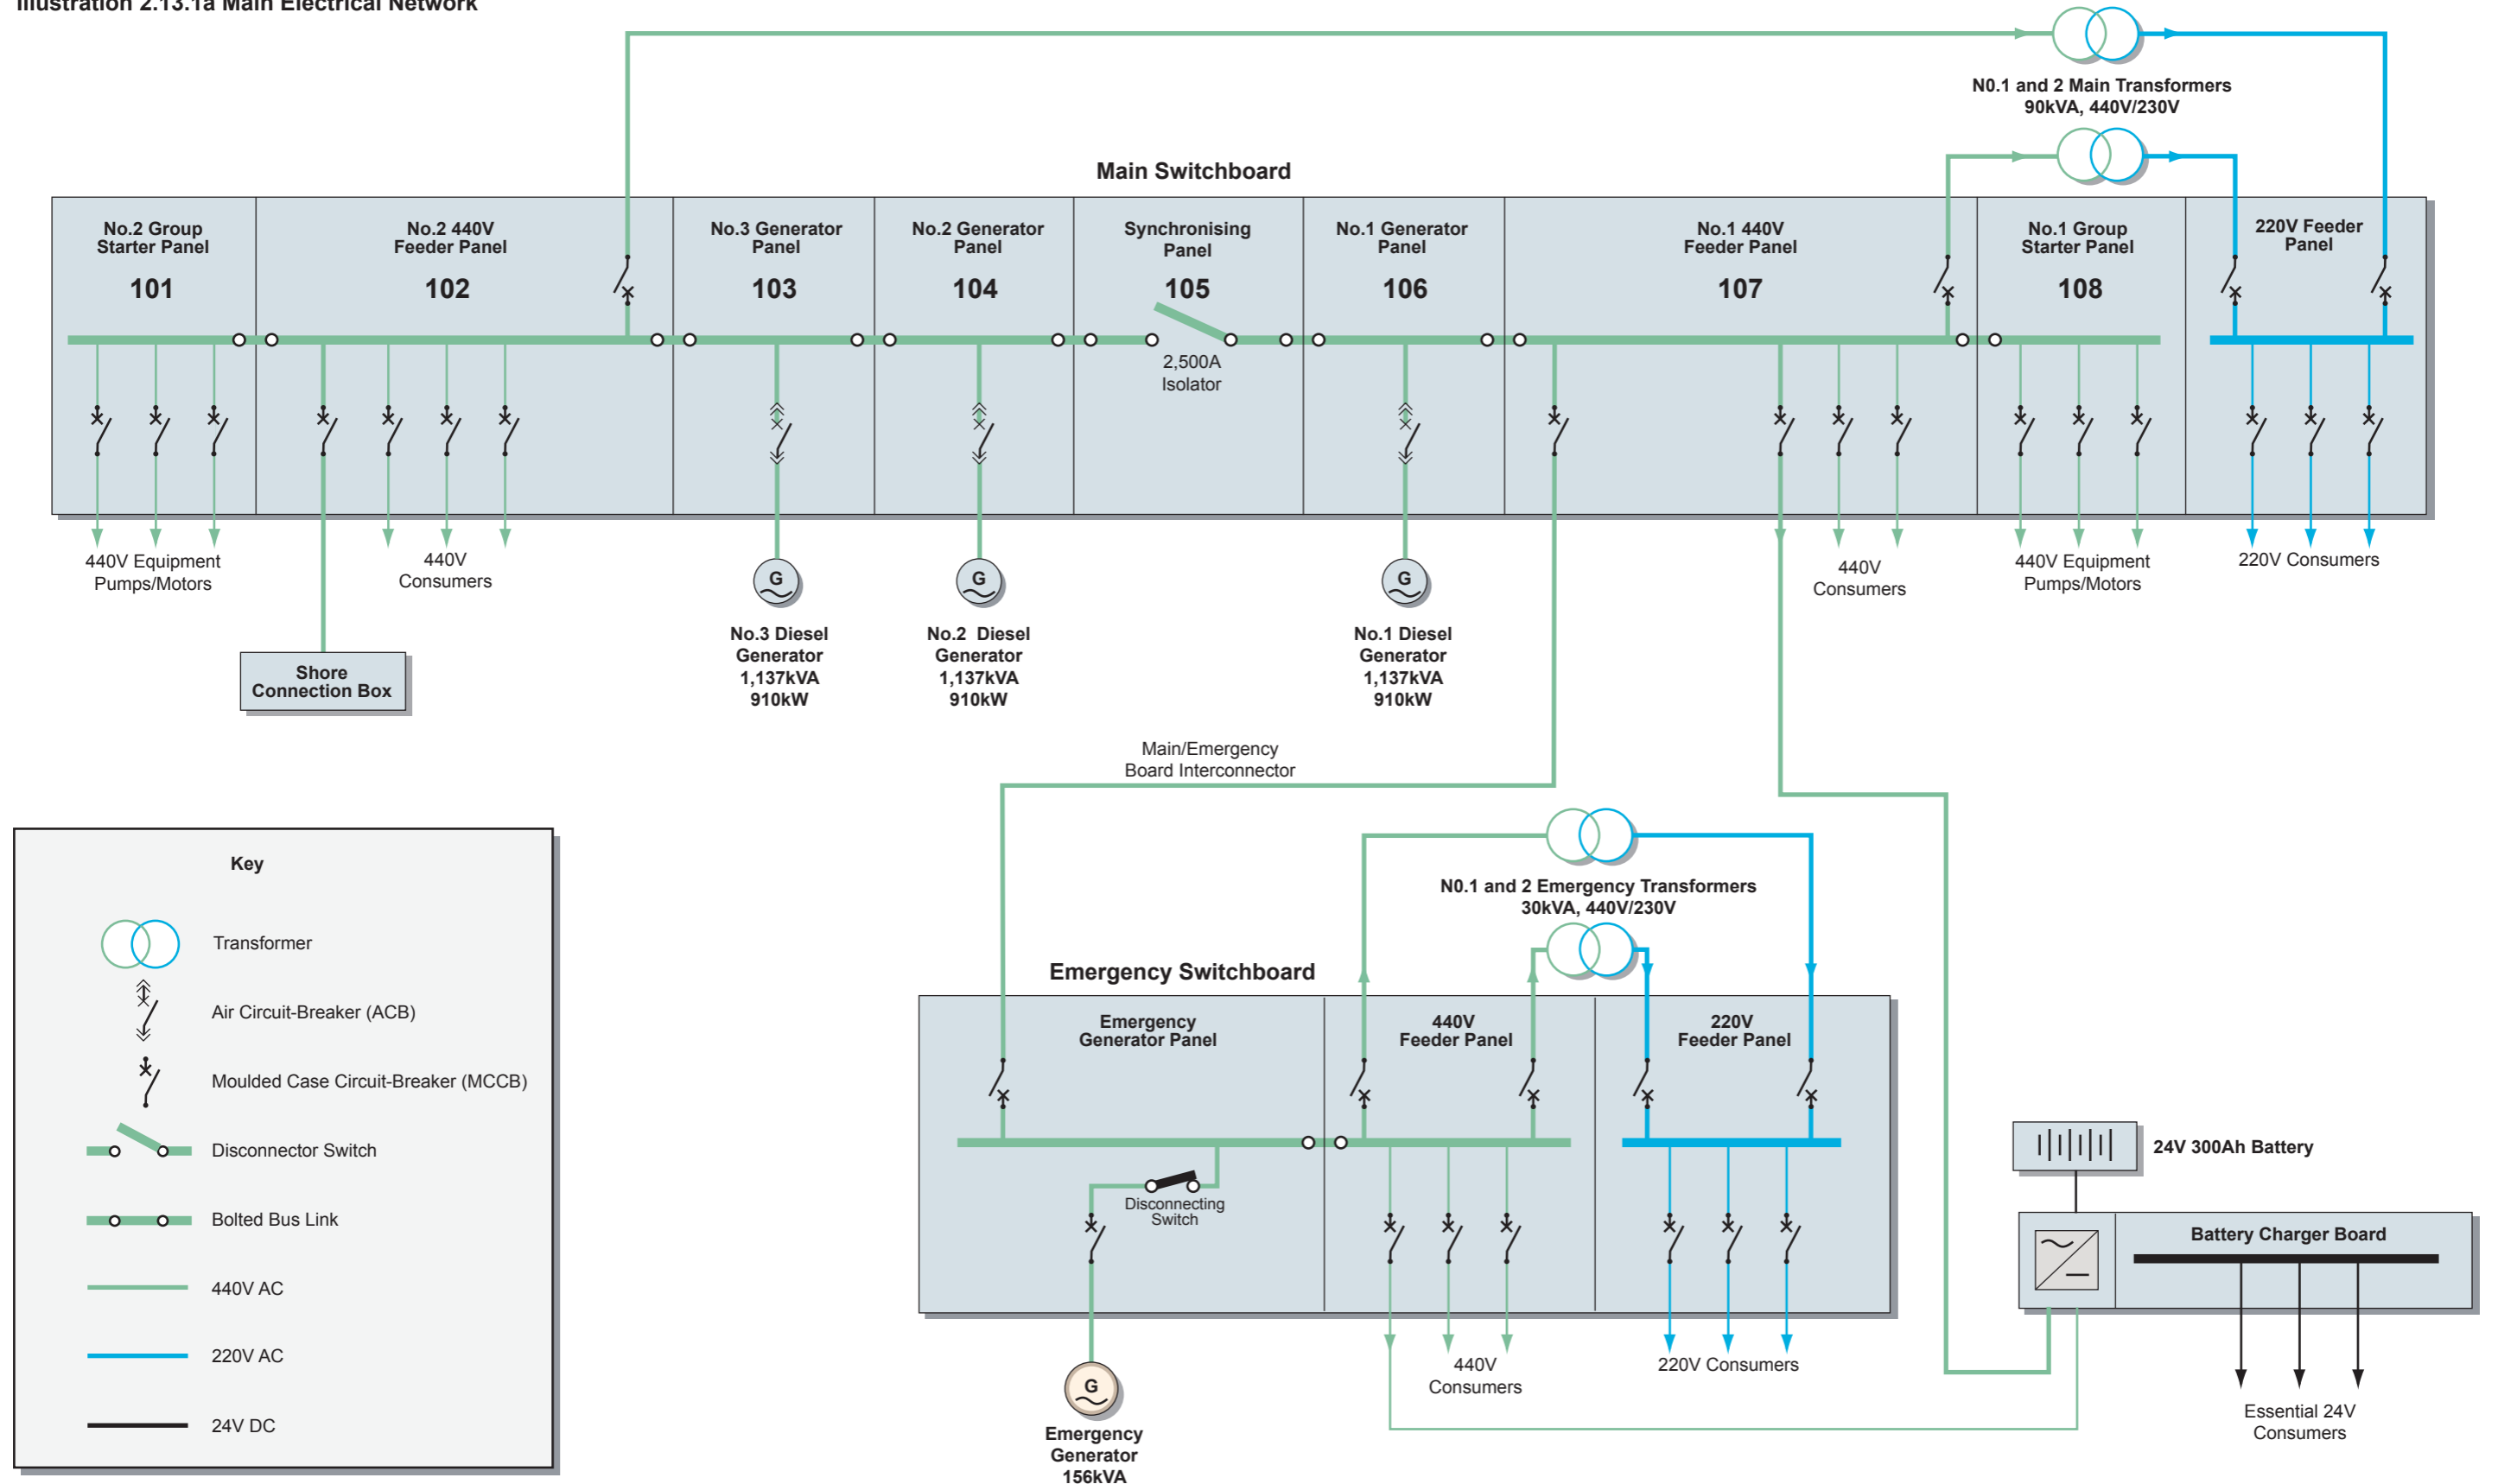 Illustration 2.13.1a Main Electrical Network
N0.1 and 2 Main Transformers
90kVA, 440V/230V
Main Switchboard
No.2 Group
Starter Panel
101
No.2 440V
Feeder Panel
102
No.3 Generator
Panel
103
No.2 Generator
Panel
104
Synchronising
Panel
105
No.1 Generator
Panel
106
No.1 440V
Feeder Panel
107
No.1 Group
Starter Panel
108
220V Feeder
Panel
2,500A
Isolator
440V Equipment
Pumps/Motors
440V
Consumers
G
G
G
440V
Consumers
440V Equipment
Pumps/Motors
220V Consumers
Shore
Connection Box
No.3 Diesel
Generator
1,137kVA
910kW
No.2 Diesel
Generator
1,137kVA
910kW
No.1 Diesel
Generator
1,137kVA
910kW
Main/Emergency
Board Interconnector
N0.1 and 2 Emergency Transformers
30kVA, 440V/230V
Emergency Switchboard
Emergency
Generator Panel
440V
Feeder Panel
220V
Feeder Panel
Disconnecting
Switch
440V
Consumers
220V Consumers
G
Emergency
Generator
156kVA
24V 300Ah Battery
Battery Charger Board
Essential 24V
Consumers
Key
Transformer
Air Circuit-Breaker (ACB)
Moulded Case Circuit-Breaker (MCCB)
Disconnector Switch
Bolted Bus Link
440V AC
220V AC
24V DC